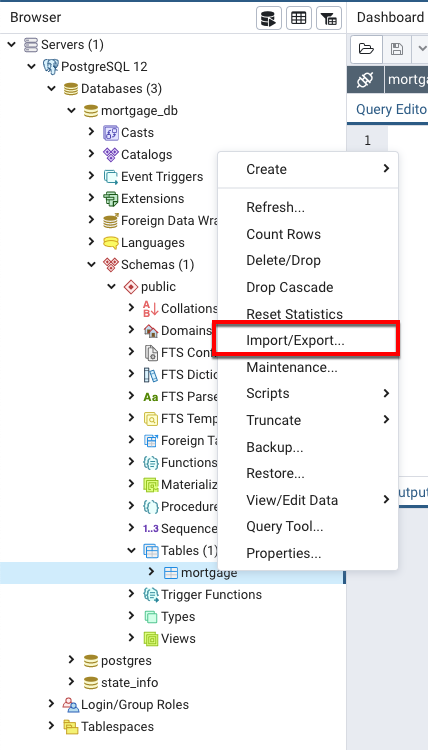 Browser
Dashboard
Servers (1)
PostgreSQL 12
Databases (3)
mortgage_db
Casts
Catalogs
Event Triggers
Extensions
Foreign Data Wra
Languages
Schemas (1)
public
Collations
Domains
FTS Conf
FTS Dictio
FTS Parse
FTS Temp
Foreign Ta
Functions
Materializ
Procedure
1..3 Sequence
Tables (1)
mortgage
Trigger Functions
Types
Views
postgres
state_info
Login/Group Roles
Tablespaces
mortga
Query Edito
1
Create
Refresh...
Count Rows
Delete/Drop
Drop Cascade
Reset Statistics
Import/Export...
Maintenance...
Scripts
Truncate
Backup...
Restore...
View/Edit Data
Query Tool...
Properties...
utput